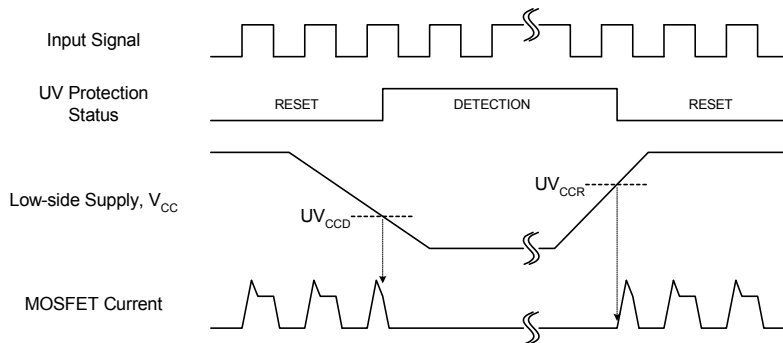 Input Signal
UV Protection
Status
RESET
DETECTION
RESET
Low-side Supply, VCC
UVCCD
UVCCR
MOSFET Current